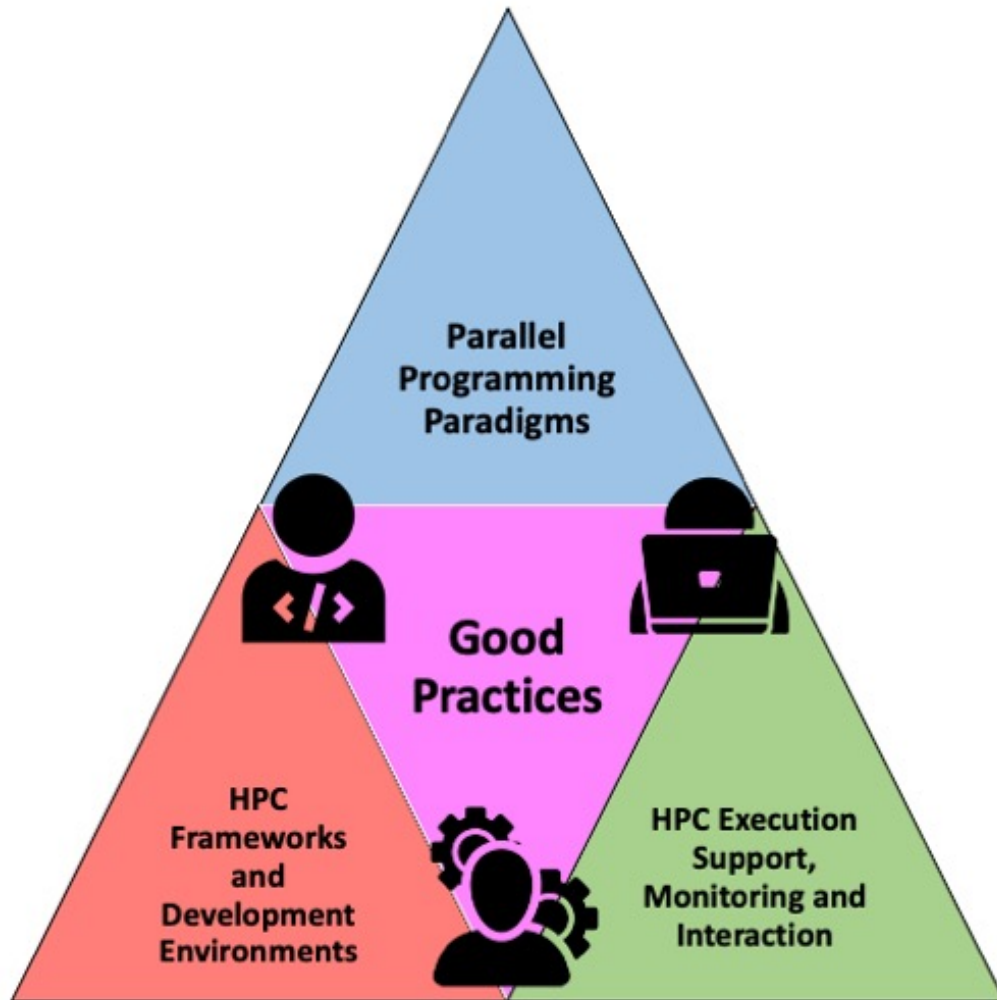 Parallel
Programming
Paradigms
</>
Good
Practices
HPC
Frameworks
and
Development
Environments
HPC Execution
Support,
Monitoring and
Interaction